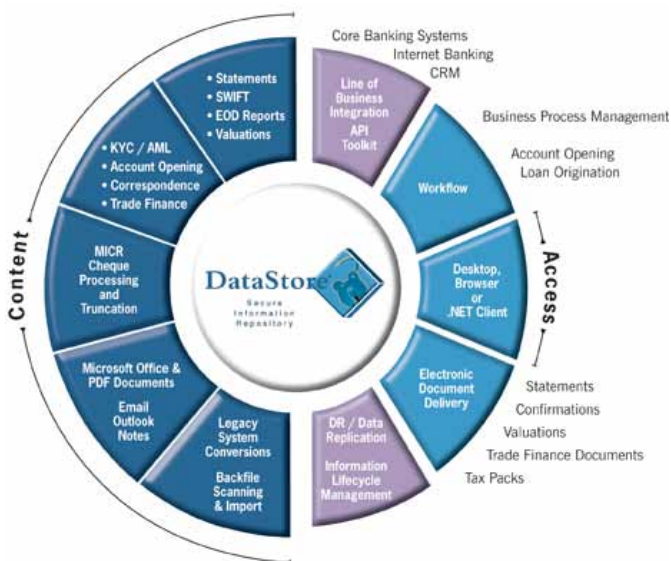 Core Banking Systems
Internet Banking
CRM
• Statements
• SWIFT
• EOD Reports
• Valuations
Line of
Business
Integration
API
Toolkit
Business Process Management
• KYC / AML
• Account Opening
• Correspondence
• Trade Finance
Workflow
Account Opening
Loan Origination
Content
MICR
Cheque
Processing
and
Truncation
DataStore
Secure
Information
Repository
Desktop,
Browser
or
.NET Client
Access
Microsoft Office &
PDF Documents
Email
Outlook
Notes
Electronic
Document
Delivery
Statements
Confirmations
Valuations
Trade Finance Documents
Tax Packs
Legacy
System
Conversions
Backfile
Scanning
& Import
DR / Data
Replication
Information
Lifecycle
Management